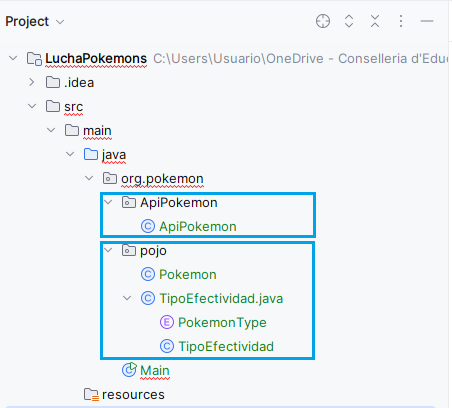 Project
LuchaPokemons C:\Users\Usuario\OneDrive - Conselleria d'Edu
.idea
src
main
java
org.pokemon
ApiPokemon
C ApiPokemon
pojo
C Pokemon
C TipoEfectividad.java
E PokemonType
C TipoEfectividad
C Main
resources